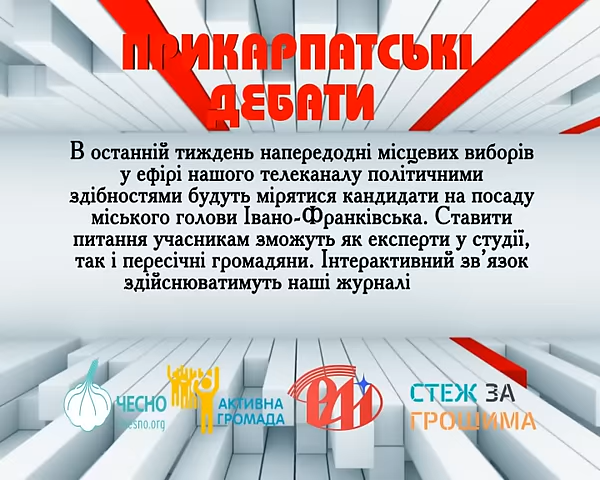 ПРИКАРПАТСЬКІ
ДЕБАТИ
В останній тиждень напередодні місцевих виборів
у ефірі нашого телеканалу політичними
здібностями будуть мірятися кандидати на посаду
міського голови Івано-Франківська. Ставити
питання учасникам зможуть як експерти у студії,
так і пересічні громадяни. Інтерактивний зв’язок
здійснюватимуть наші журналі
ЧЕСНО
chesno.org
АКТИВНА
ГРОМАДА
СТЕЖ ЗА
ГРОШИМА